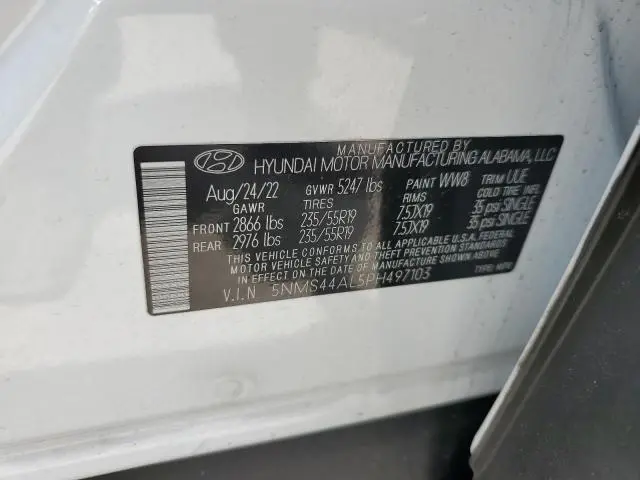 MANUFACTURED BY
HYUNDAI MOTOR MANUFACTURING ALABAMA, LLC
Aug/24/22 GVWR 5247 lbs PAINT WW8 TRIM UUE
GAWR TIRES RIMS COLD TIRE INFL.
FRONT 2866 lbs 235/55R19 7.5JX19 35 psi SINGLE
REAR 2976 lbs 235/55R19 7.5JX19 35 psi SINGLE
THIS VEHICLE CONFORMS TO ALL APPLICABLE U.S.A. FEDERAL
MOTOR VEHICLE SAFETY AND THEFT PREVENTION STANDARDS
IN EFFECT ON THE DATE OF MANUFACTURE SHOWN ABOVE
V.I.N 5NMS44AL5PH497103 TYPE: MPV